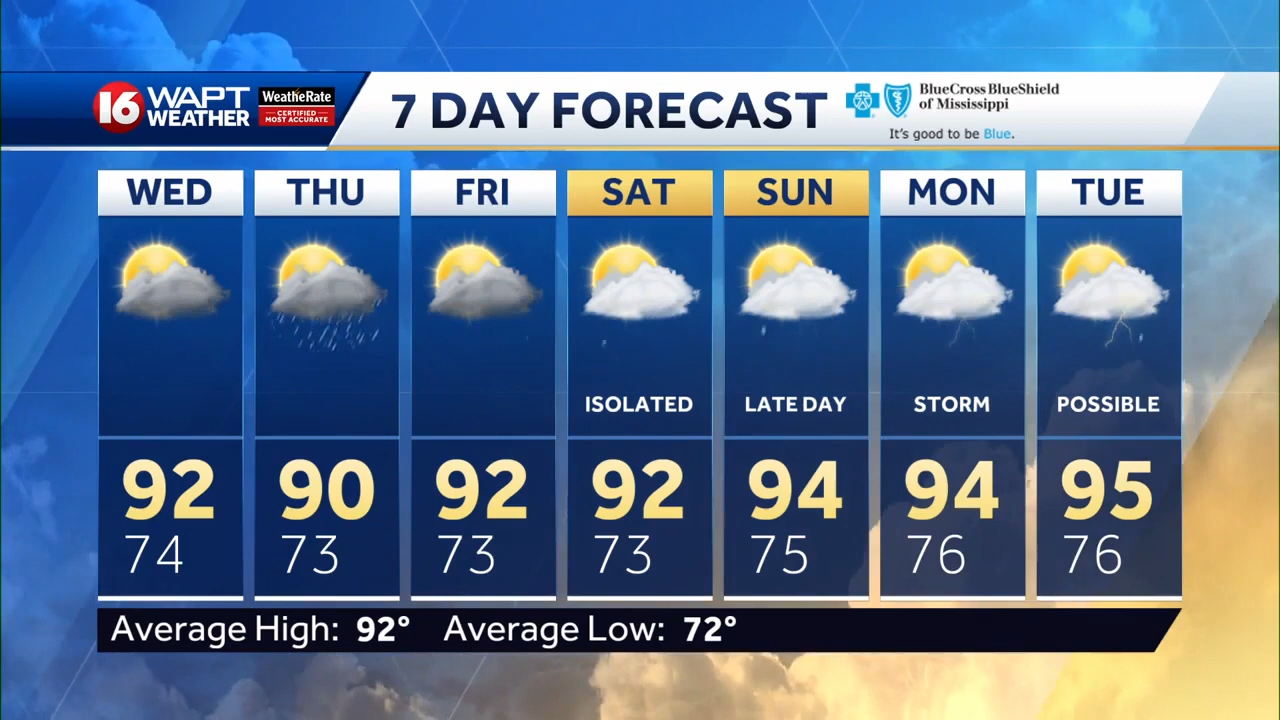 16 WAPT WEATHER
WeatheRate
CERTIFIED
MOST ACCURATE
7 DAY FORECAST
BlueCross BlueShield
of Mississippi
It's good to be Blue.
WED THU FRI SAT SUN MON TUE
ISOLATED LATE DAY STORM POSSIBLE
92 90 92 92 94 94 95
74 73 73 73 75 76 76
Average High: 92° Average Low: 72°